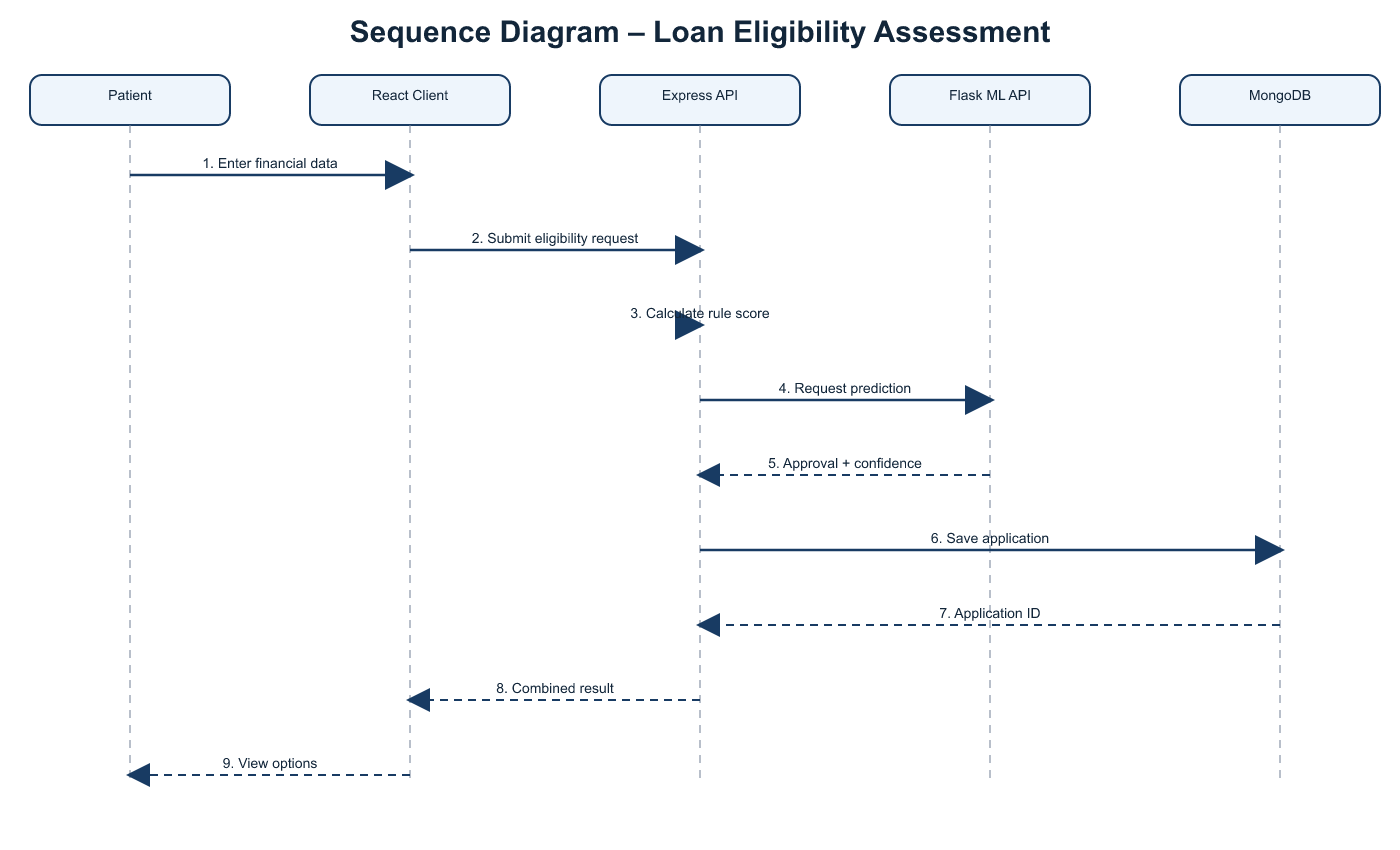 Sequence Diagram – Loan Eligibility Assessment
Patient
React Client
Express API
Flask ML API
MongoDB
1. Enter financial data
2. Submit eligibility request
3. Calculate rule score
4. Request prediction
5. Approval + confidence
6. Save application
7. Application ID
8. Combined result
9. View options